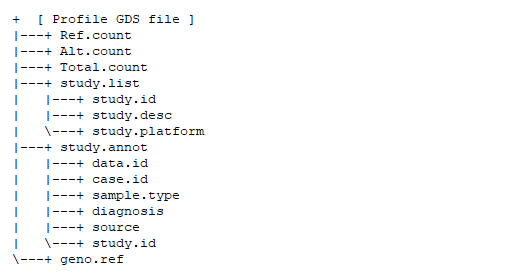 +  [ Profile GDS file ]
|---+ Ref.count
|---+ Alt.count
|---+ Total.count
|---+ study.list
|   |---+ study.id
|   |---+ study.desc
|   \---+ study.platform
|---+ study.annot
|   |---+ data.id
|   |---+ case.id
|   |---+ sample.type
|   |---+ diagnosis
|   |---+ source
|   \---+ study.id
\---+ geno.ref